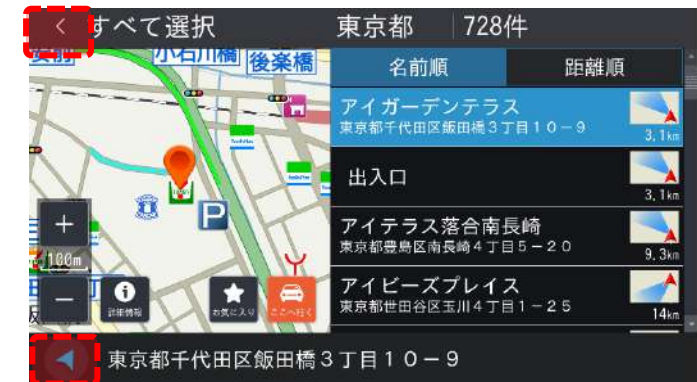 すべて選択
東京都 728件
小石川橋
後楽橋
P
+
100m
−
詳細情報
お気に入り
ここへ行く
名前順 距離順
アイガーデンテラス
東京都千代田区飯田橋３丁目１０－９
3.1km
出入口
3.1km
アイテラス落合南長崎
東京都豊島区南長崎４丁目５－２０
9.3km
アイビーズプレイス
東京都世田谷区玉川４丁目１－２５
14km
東京都千代田区飯田橋３丁目１０－９